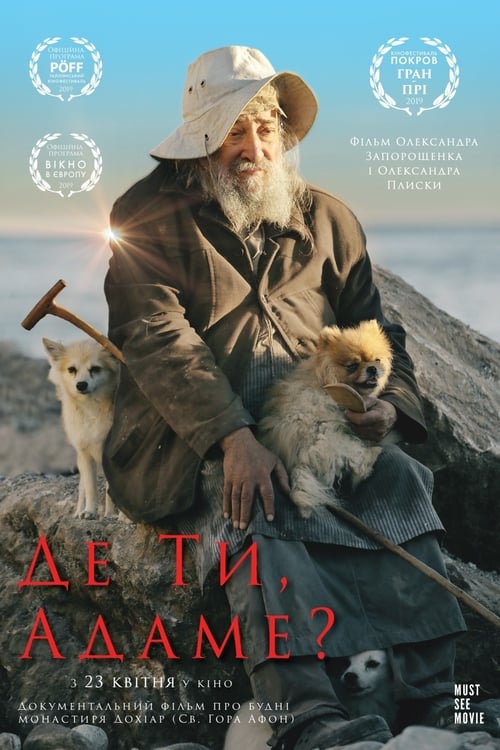 Офіційна
програма
PÖFF
Таллінський
кінофестиваль
2019
Кінофестиваль
Покров
Гран
-
Прі
2019
Офіційна
програма
Вікно
в Європу
2019
Фільм Олександра
Запорощенка
і Олександра
Плиски
Де Ти,
Адаме?
з 23 квітня у кіно
Документальний фільм про будні
монастиря Дохіар (Св. Гора Афон)
MUST
SEE
MOVIE